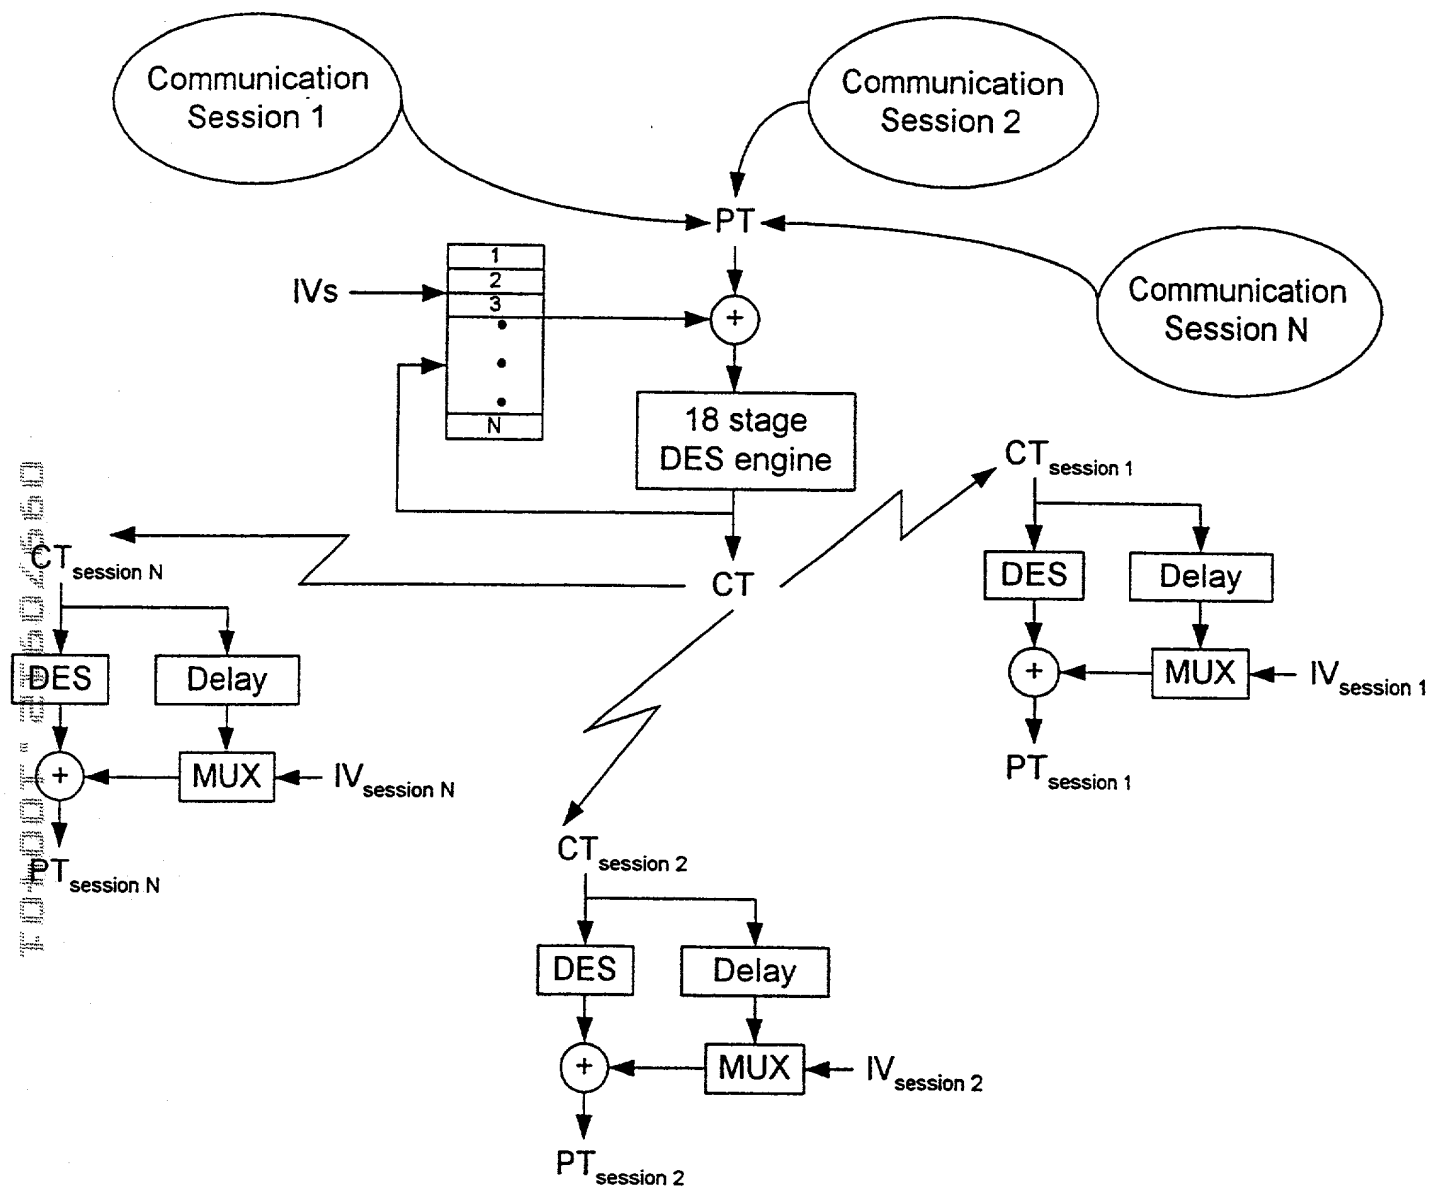 Communication
Session 1
Communication
Session 2
PT
Communication
Session N
IVs
1
2
3
N
+
18 stage
DES engine
CT
CT session 1
DES
Delay
+
MUX
IV session 1
PT session 1
CT session N
DES
Delay
+
MUX
IV session N
PT session N
CT session 2
DES
Delay
+
MUX
IV session 2
PT session 2